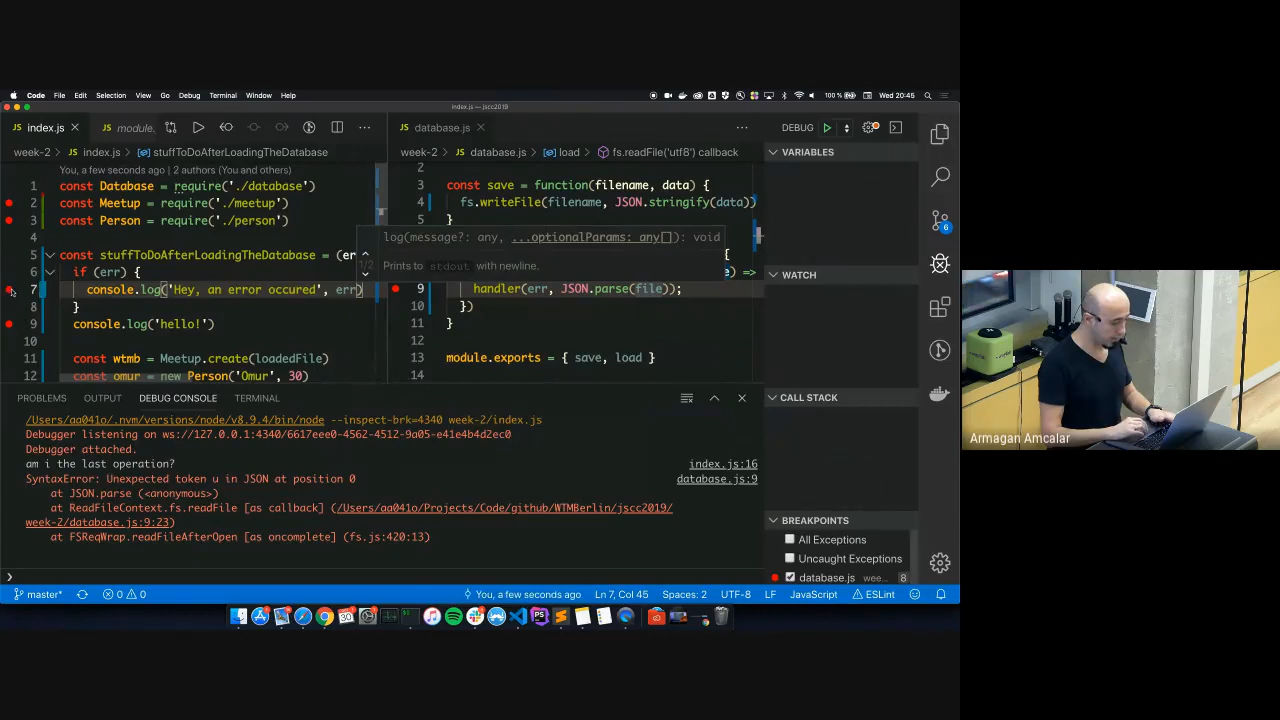 Code File Edit Selection View Go Debug Terminal Window Help 100 % Wed 20:45
index.js — jscc2019
index.js module. database.js DEBUG
week-2 > index.js > stuffToDoAfterLoadingTheDatabase
week-2 > database.js > load > fs.readFile('utf8') callback
VARIABLES
You, a few seconds ago | 2 authors (You and others)
1 const Database = require('./database')
2 const Meetup = require('./meetup')
3 const Person = require('./person')
4
5 const stuffToDoAfterLoadingTheDatabase = (er
6 if (err) {
7 console.log('Hey, an error occured', err)
8 }
9 console.log('hello!')
10
11 const wtmb = Meetup.create(loadedFile)
12 const omur = new Person('Omur', 30)
2
3 const save = function(filename, data) {
4 fs.writeFile(filename, JSON.stringify(data))
5 }
6
log(message?: any, ...optionalParams: any[]): void
1/2
Prints to stdout with newline.
{
) =>
9 handler(err, JSON.parse(file));
10 })
11 }
12
13 module.exports = { save, load }
14
WATCH
CALL STACK
BREAKPOINTS
All Exceptions
Uncaught Exceptions
database.js wee... 8
PROBLEMS OUTPUT DEBUG CONSOLE TERMINAL
/Users/aa041o/.nvm/versions/node/v8.9.4/bin/node --inspect-brk=4340 week-2/index.js
Debugger listening on ws://127.0.0.1:4340/6617eee0-4562-4512-9a05-e41e4b4d2ec0
Debugger attached.
am i the last operation? index.js:16
SyntaxError: Unexpected token u in JSON at position 0 database.js:9
at JSON.parse (<anonymous>)
at ReadFileContext.fs.readFile [as callback] (/Users/aa041o/Projects/Code/github/WTMBerlin/jscc2019/
week-2/database.js:9:23)
at FSReqWrap.readFileAfterOpen [as oncomplete] (fs.js:420:13)
master* 0 0 You, a few seconds ago Ln 7, Col 45 Spaces: 2 UTF-8 LF JavaScript ESLint
6
30
PS
Armagan Amcalar